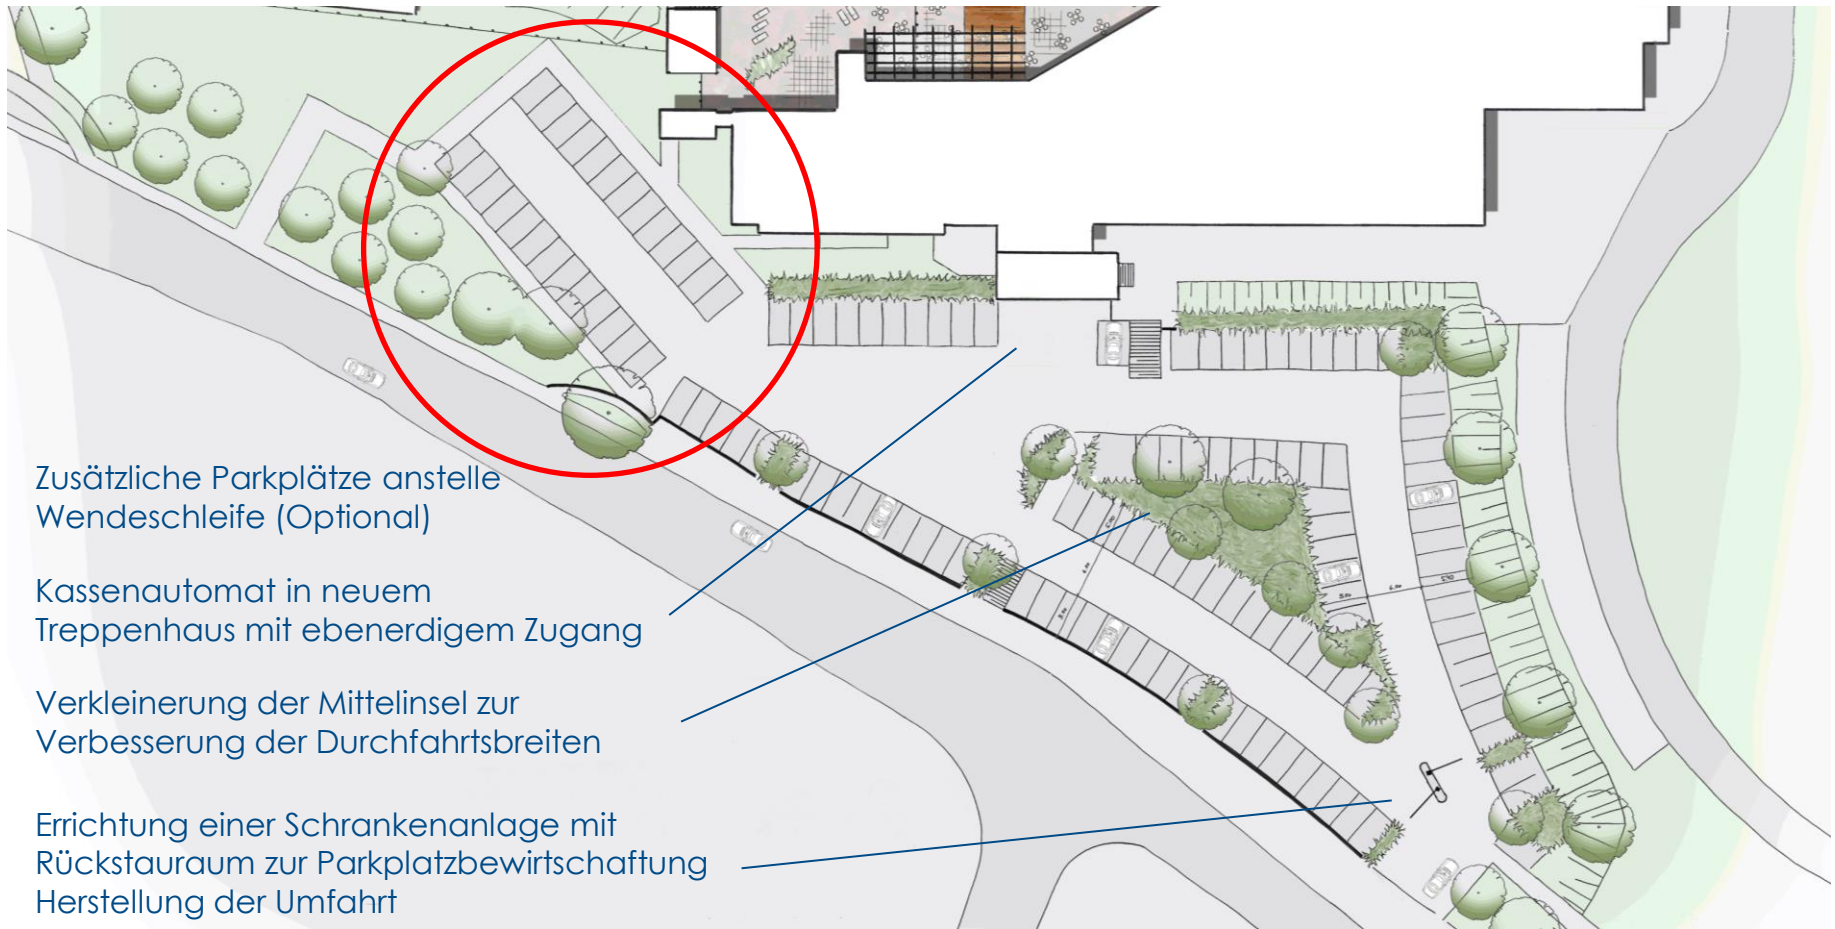 Zusätzliche Parkplätze anstelle
Wendeschleife (Optional)
Kassenautomat in neuem
Treppenhaus mit ebenerdigem Zugang
Verkleinerung der Mittelinsel zur
Verbesserung der Durchfahrtsbreiten
Errichtung einer Schrankenanlage mit
Rückstauraum zur Parkplatzbewirtschaftung
Herstellung der Umfahrt